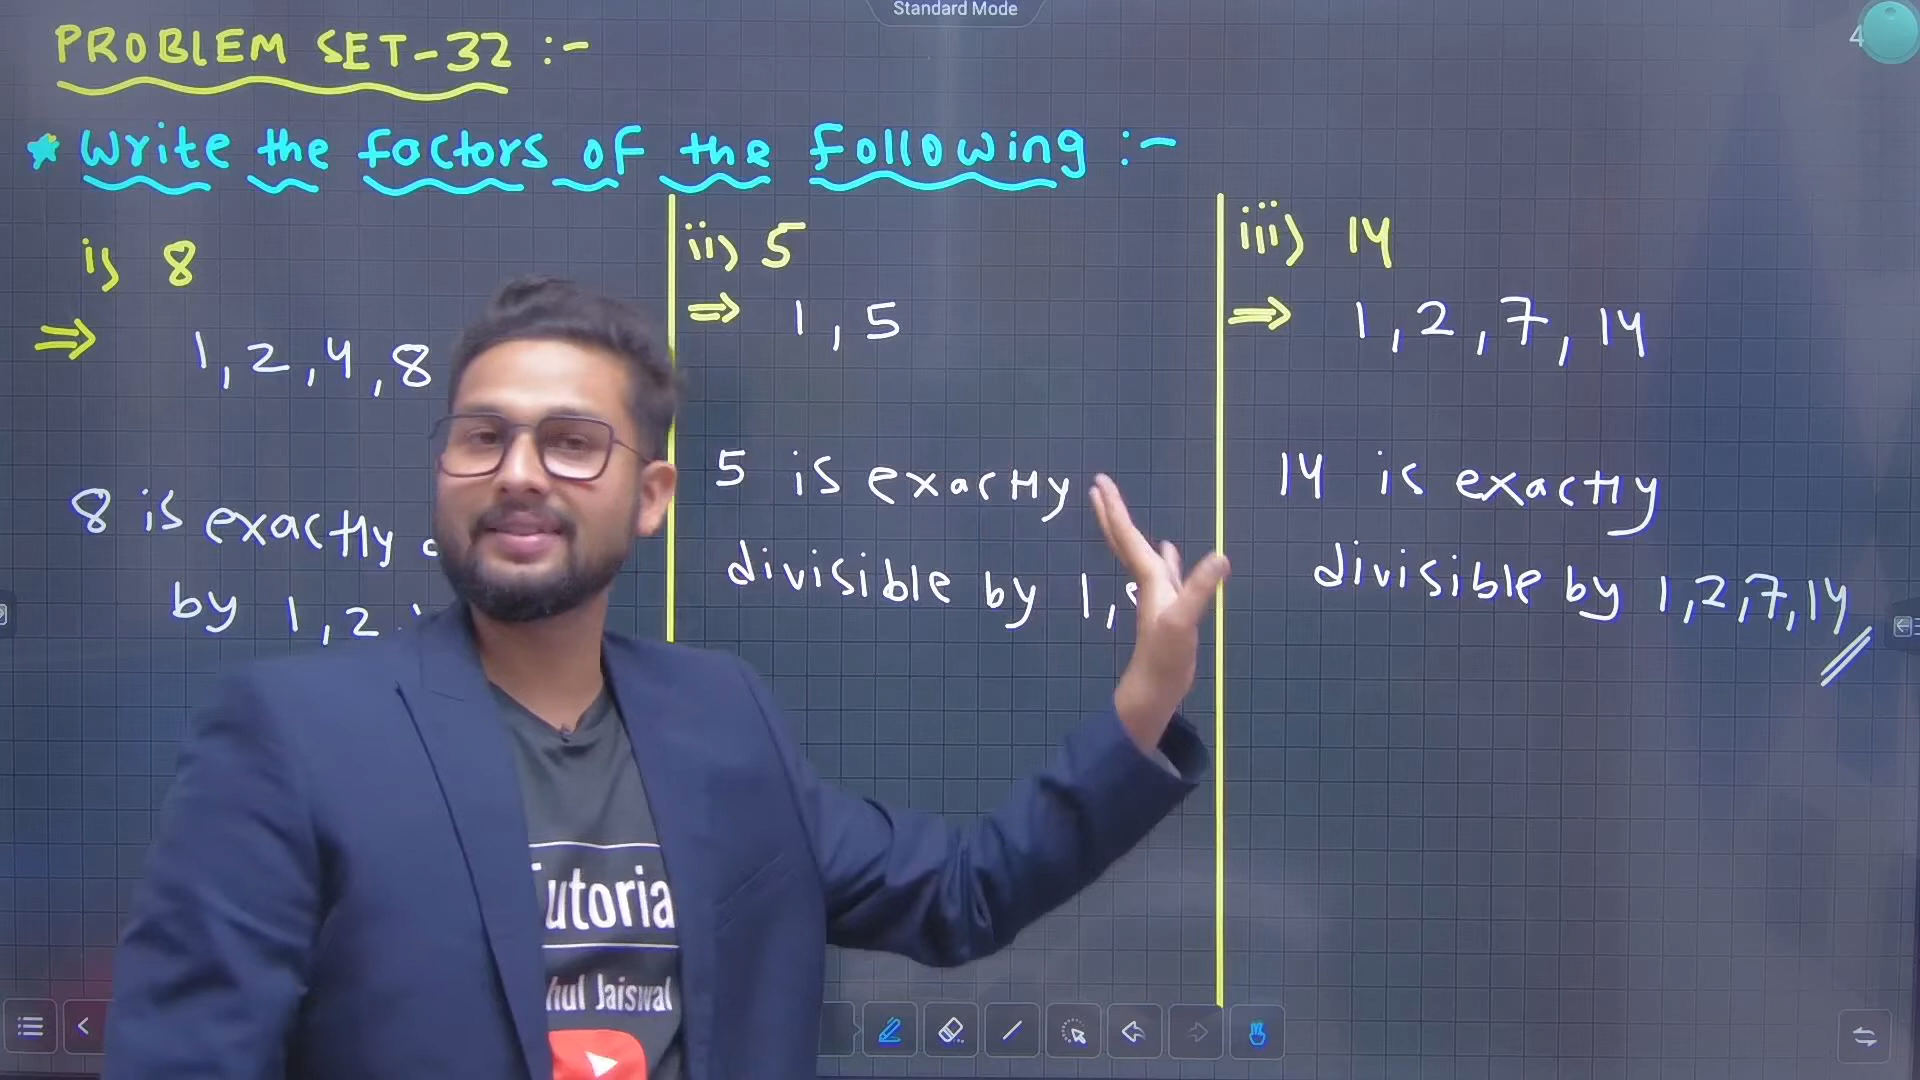 Standard Mode
4
PROBLEM SET-32 :-
* Write the factors of the following :-
i) 8
⇒ 1, 2, 4, 8
8 is exactly
by 1, 2
ii) 5
⇒ 1, 5
5 is exactly
divisible by 1,
iii) 14
⇒ 1, 2, 7, 14
14 is exactly
divisible by 1, 2, 7, 14
utoria
hul Jaiswal